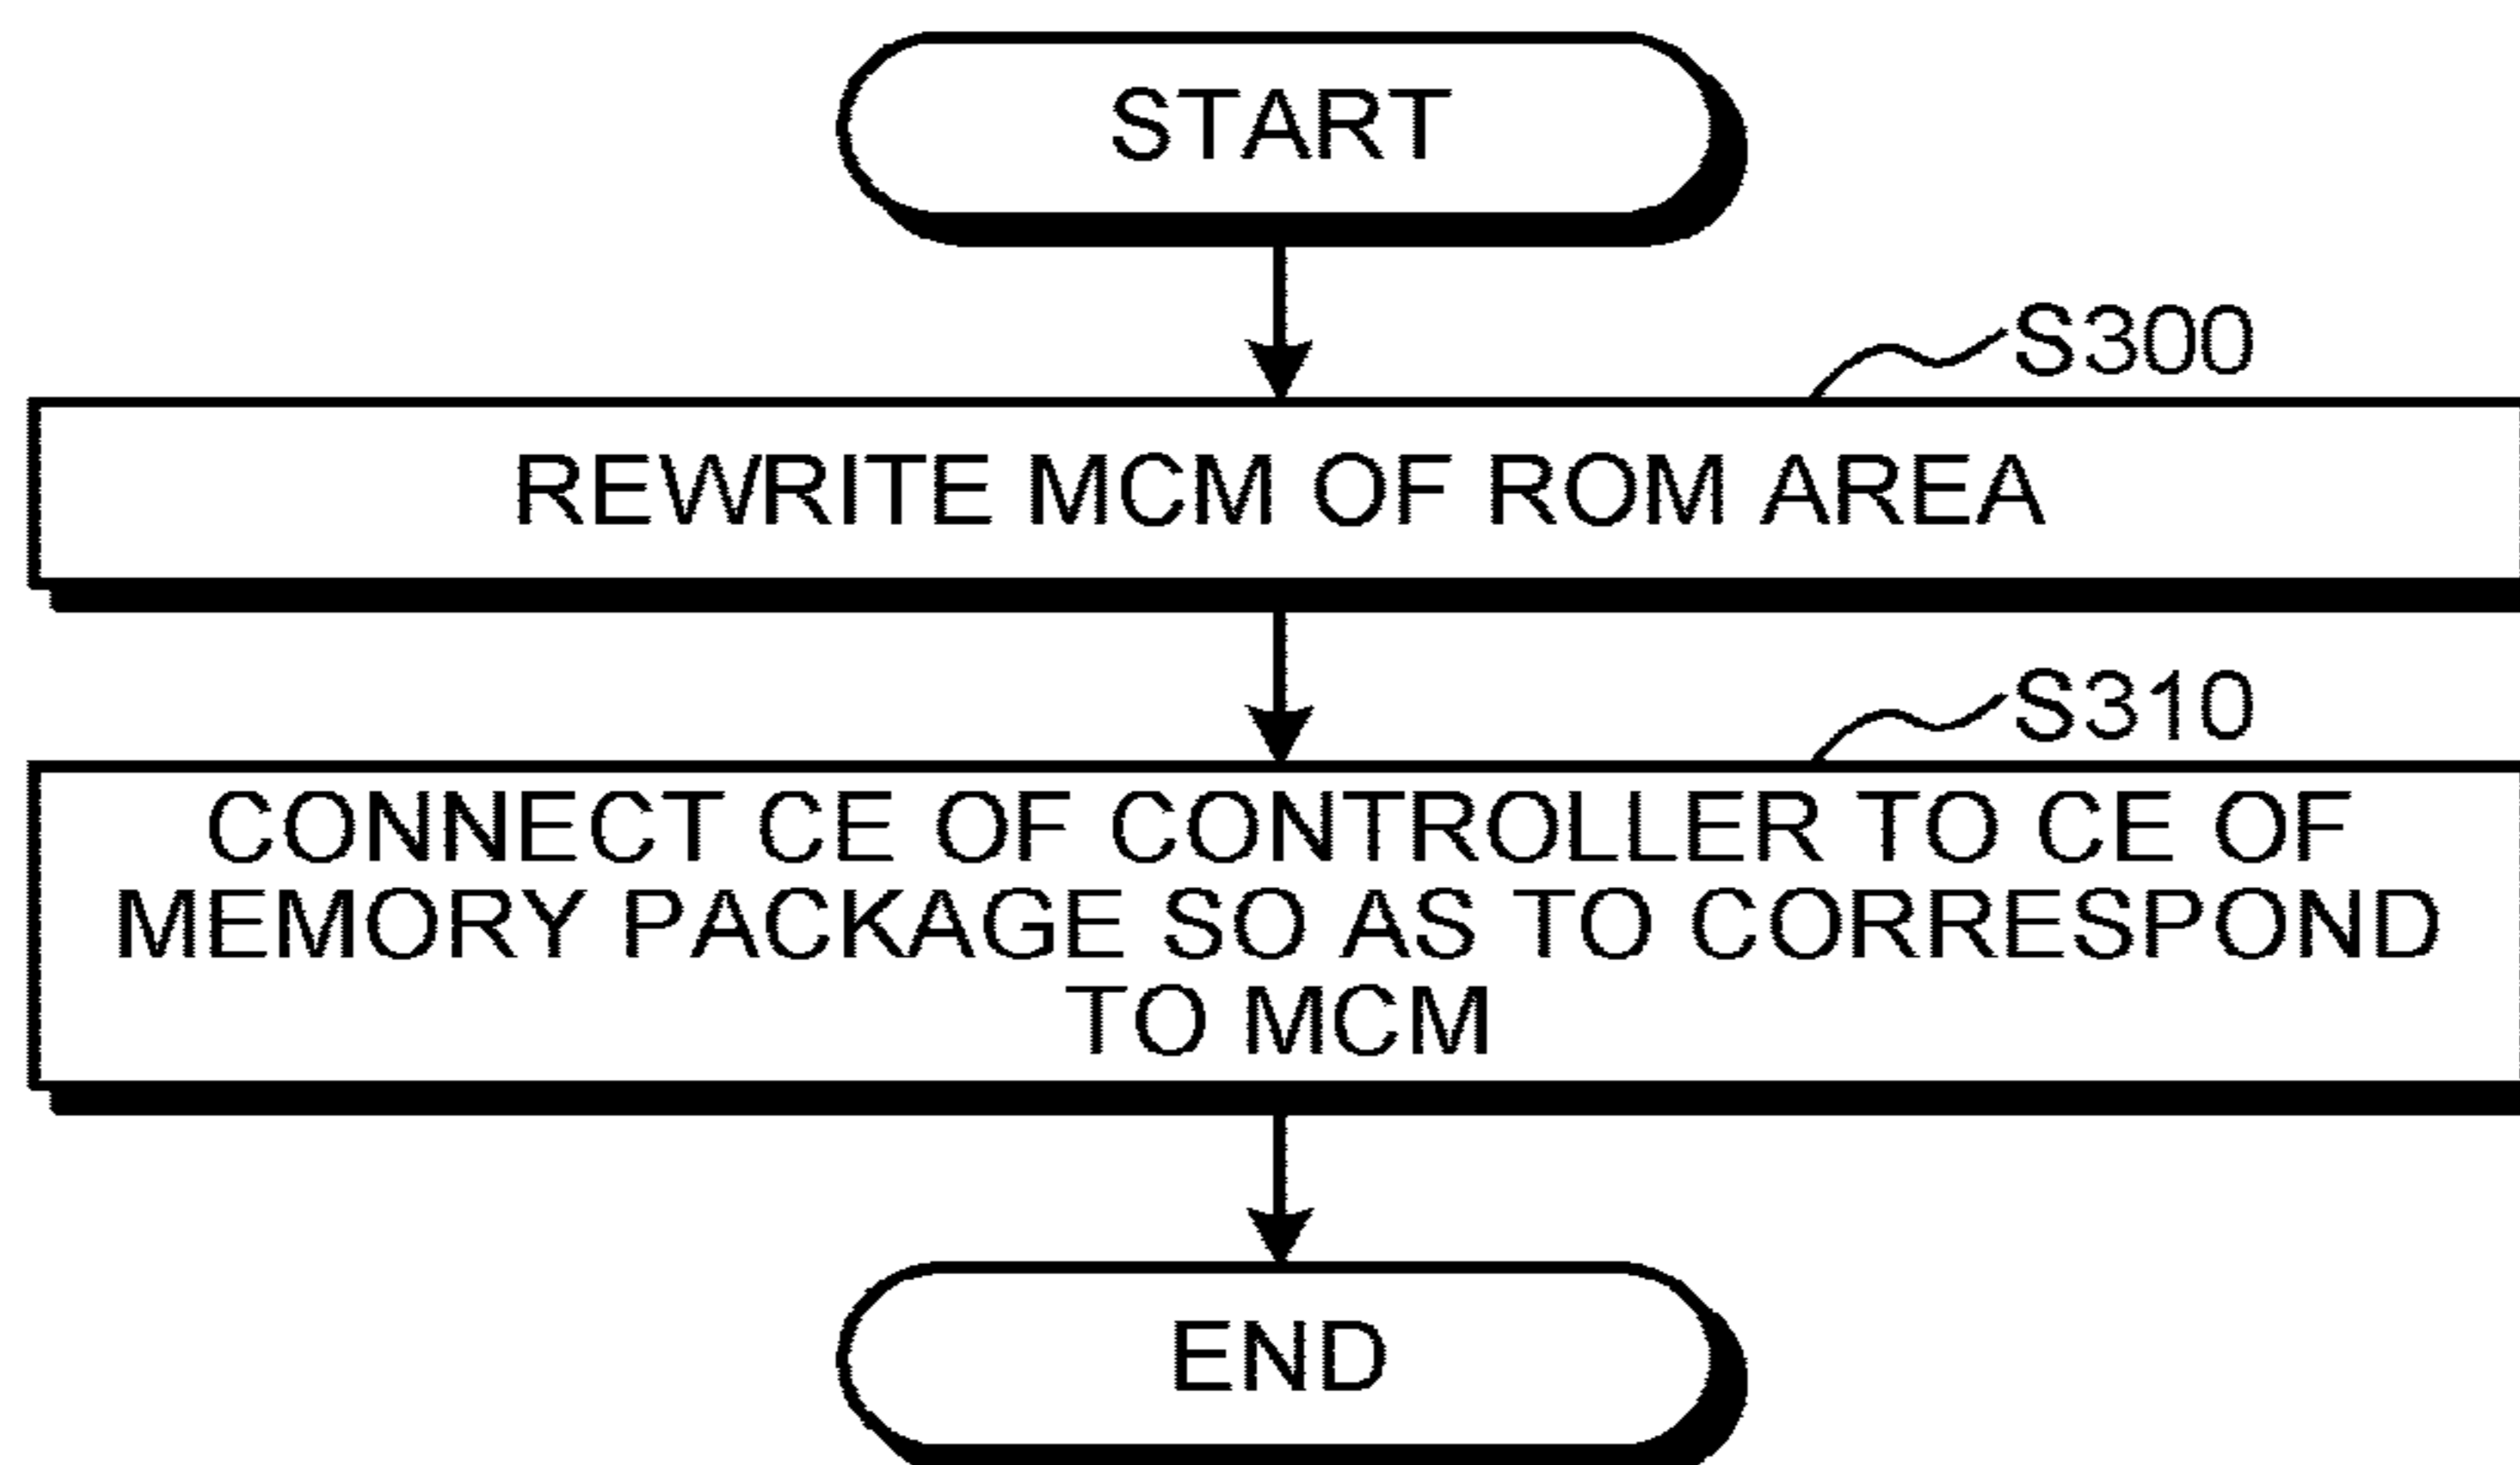 START
S300
REWRITE MCM OF ROM AREA
S310
CONNECT CE OF CONTROLLER TO CE OF
MEMORY PACKAGE SO AS TO CORRESPOND
TO MCM
END